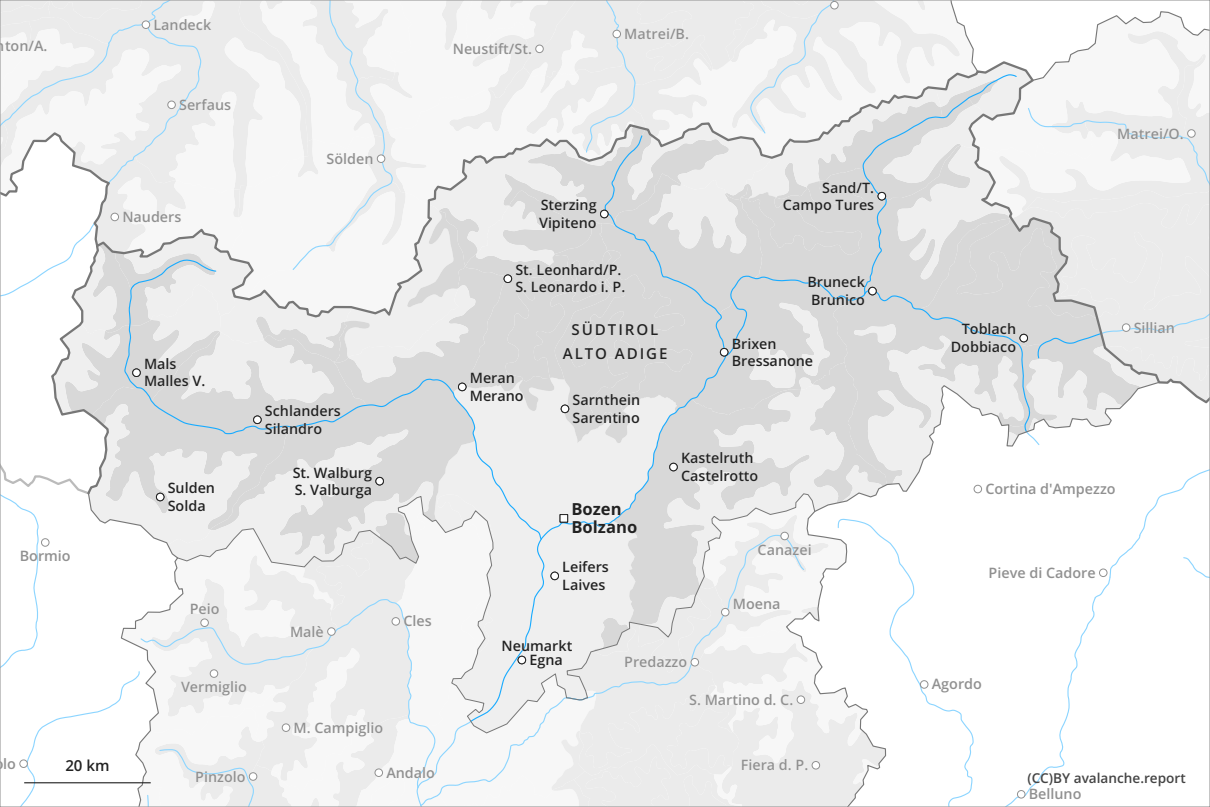 Landeck
nton/A.
Neustift/St.
Matrei/B.
Serfaus
Matrei/O.
Sölden
Nauders
Sand/T.
Campo Tures
Sterzing
Vipiteno
St. Leonhard/P.
S. Leonardo i. P.
Bruneck
Brunico
SÜDTIROL
ALTO ADIGE
Toblach
Dobbiaco
Sillian
Brixen
Bressanone
Mals
Malles V.
Meran
Merano
Sarnthein
Sarentino
Schlanders
Silandro
Kastelruth
Castelrotto
St. Walburg
S. Valburga
Sulden
Solda
Cortina d'Ampezzo
Bozen
Bolzano
Bormio
Canazei
Leifers
Laives
Pieve di Cadore
Peio
Moena
Malè
Cles
Neumarkt
Egna
Predazzo
Vermiglio
Agordo
S. Martino d. C.
M. Campiglio
olo
20 km
Pinzolo
Andalo
Fiera d. P.
(CC)BY avalanche.report
Belluno